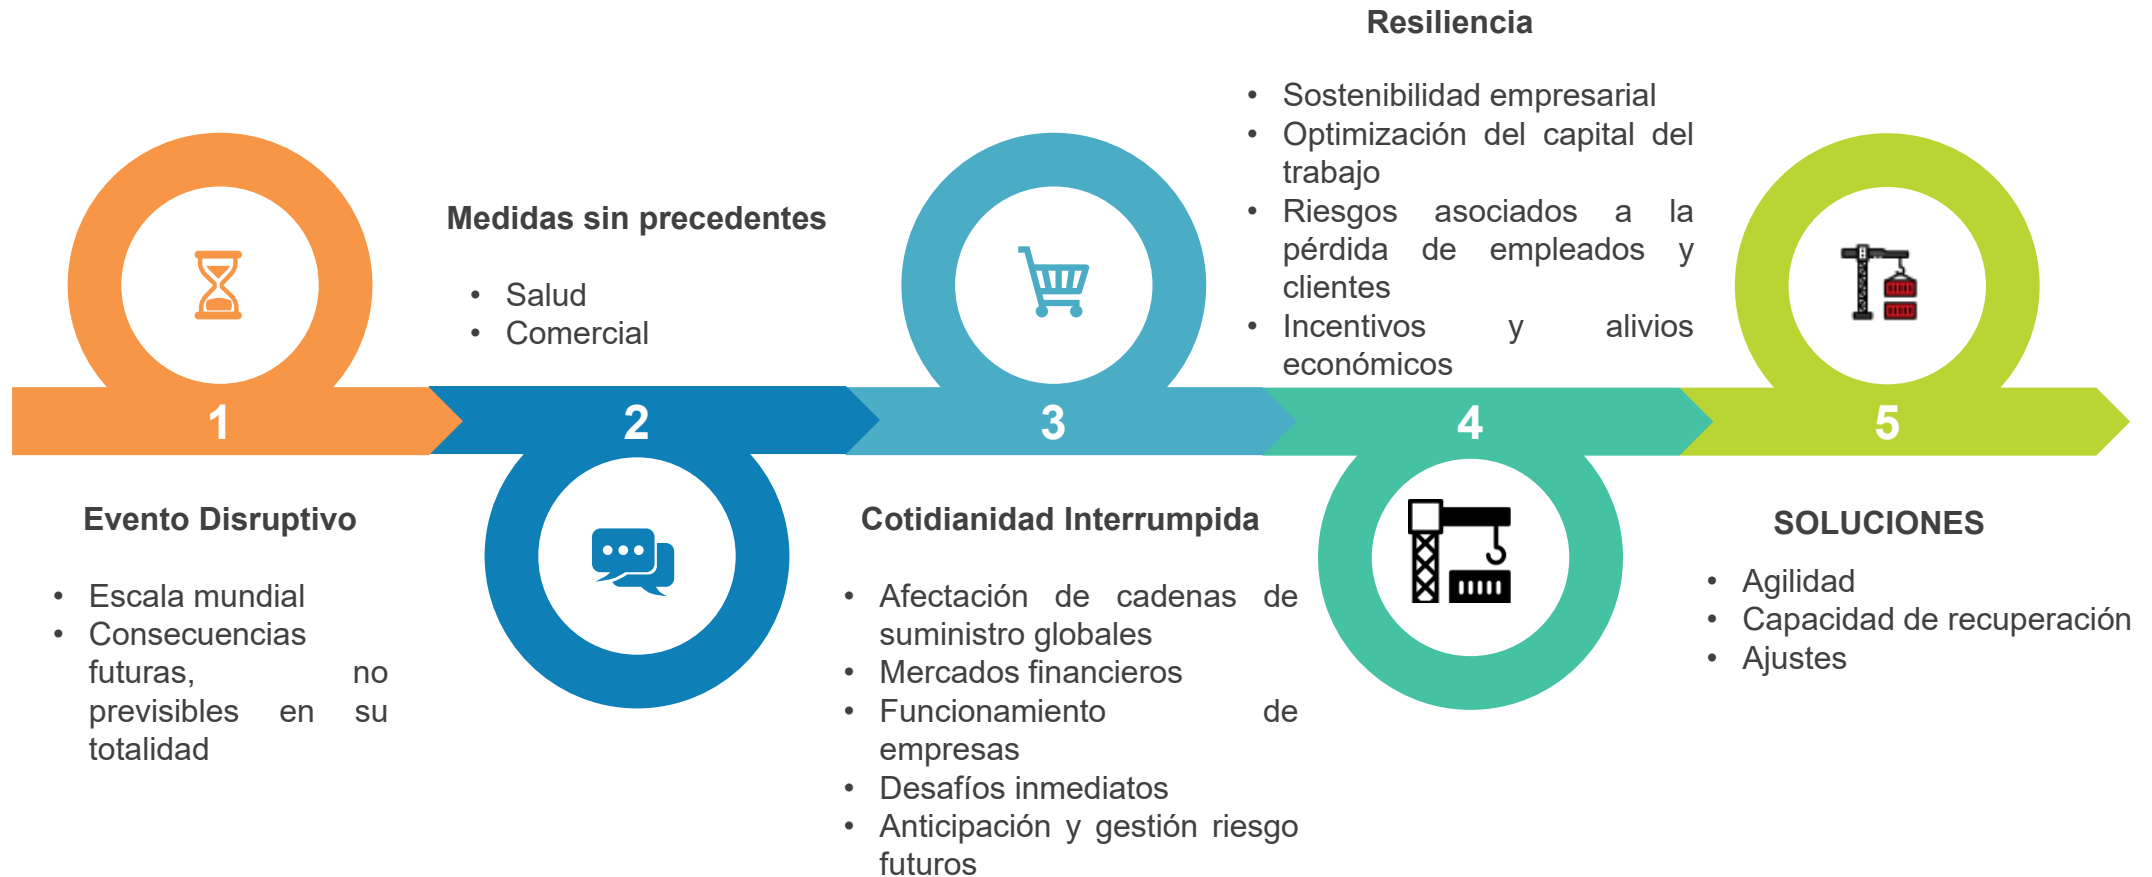 1
Evento Disruptivo
• Escala mundial
• Consecuencias
futuras, no
previsibles en su
totalidad
2
Medidas sin precedentes
• Salud
• Comercial
3
Cotidianidad Interrumpida
• Afectación de cadenas de
suministro globales
• Mercados financieros
• Funcionamiento de
empresas
• Desafíos inmediatos
• Anticipación y gestión riesgo
futuros
4
Resiliencia
• Sostenibilidad empresarial
• Optimización del capital del
trabajo
• Riesgos asociados a la
pérdida de empleados y
clientes
• Incentivos y alivios
económicos
5
SOLUCIONES
• Agilidad
• Capacidad de recuperación
• Ajustes